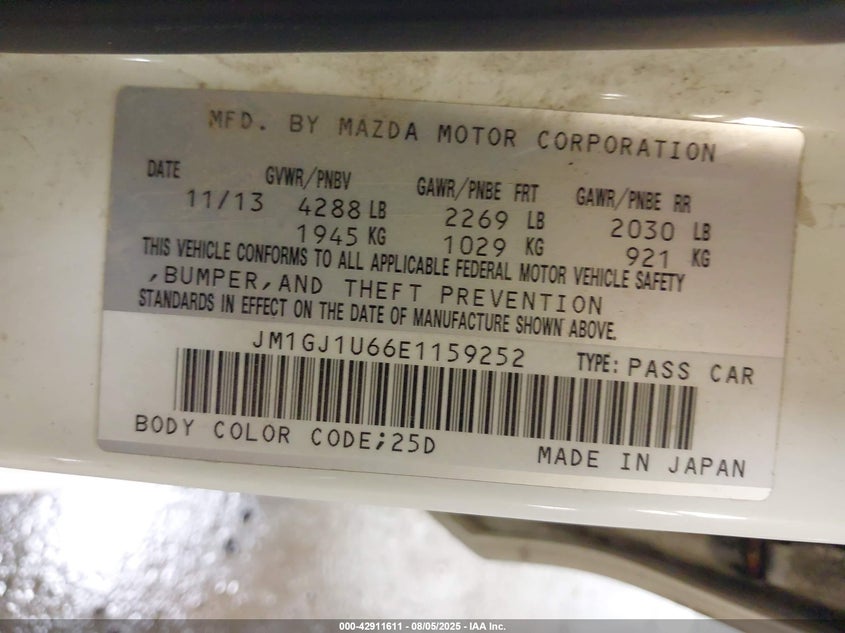 MFD. BY MAZDA MOTOR CORPORATION
DATE GVWR/PNBV GAWR/PNBE FRT GAWR/PNBE RR
11/13 4288 LB 2269 LB 2030 LB
1945 KG 1029 KG 921 KG
THIS VEHICLE CONFORMS TO ALL APPLICABLE FEDERAL MOTOR VEHICLE SAFETY
,BUMPER,AND THEFT PREVENTION
STANDARDS IN EFFECT ON THE DATE OF MANUFACTURE SHOWN ABOVE.
JM1GJ1U66E1159252 TYPE: PASS CAR
BODY COLOR CODE;25D
MADE IN JAPAN
000-42911611 - 08/05/2025 - IAA Inc.